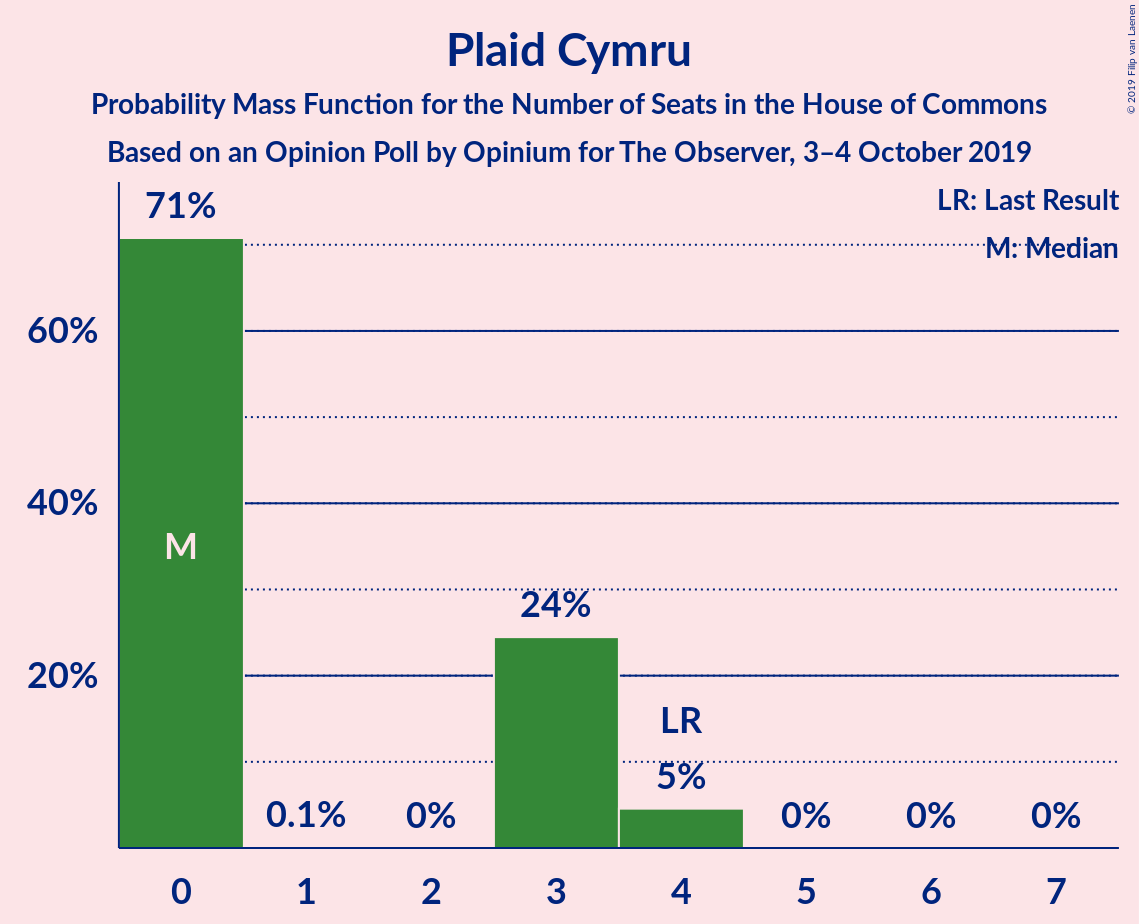 Plaid Cymru
Probability Mass Function for the Number of Seats in the House of Commons
Based on an Opinion Poll by Opinium for The Observer, 3–4 October 2019
© 2019 Filip van Laenen
LR: Last Result
M: Median
71%
60%
40%
20%
M
0.1%
0%
24%
LR
5%
0%
0%
0%
0 1 2 3 4 5 6 7